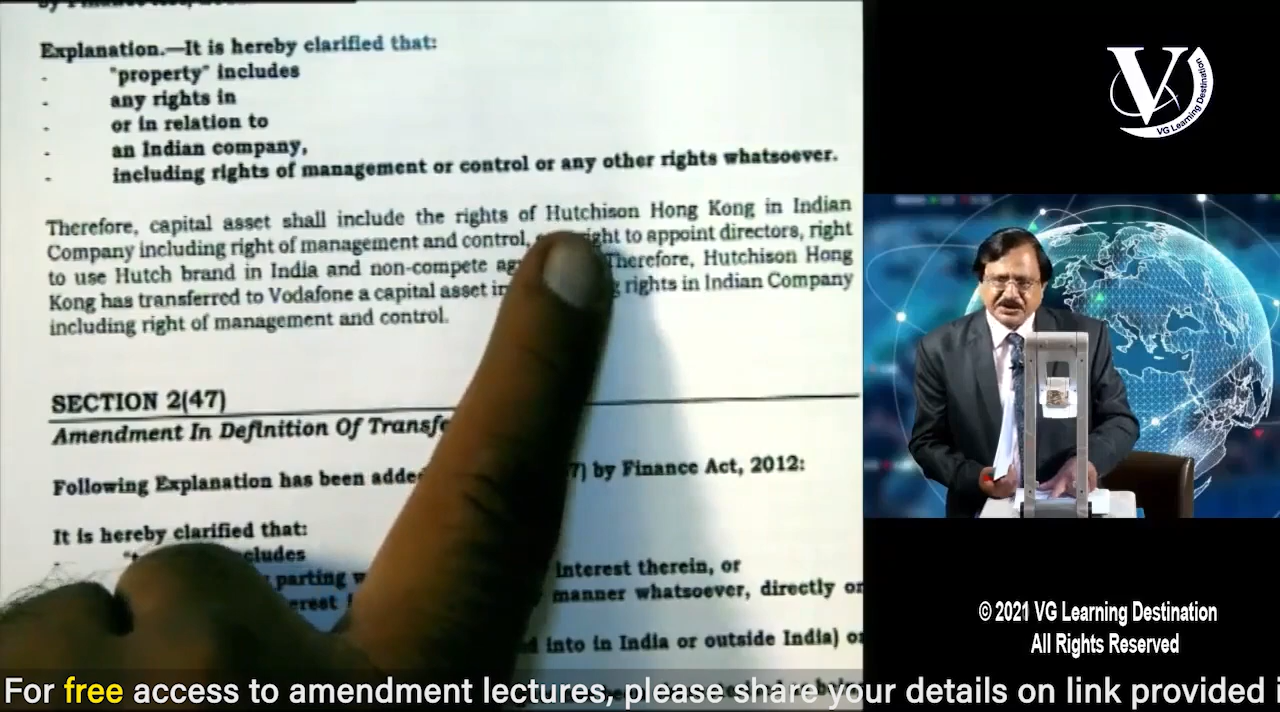 Explanation.—It is hereby clarified that:
- "property" includes
- any rights in
- or in relation to
- an Indian company,
- including rights of management or control or any other rights whatsoever.
Therefore, capital asset shall include the rights of Hutchison Hong Kong in Indian
Company including right of management and control, right to appoint directors, right
to use Hutch brand in India and non-compete Therefore, Hutchison Hong
Kong has transferred to Vodafone a capital asset rights in Indian Company
including right of management and control.
SECTION 2(47)
Amendment In Definition Of
Following Explanation has been added by Finance Act, 2012:
It is hereby clarified that:
parting interest therein, or
manner whatsoever, directly or
into in India or outside India) or
V
VG Learning Destination
© 2021 VG Learning Destination
All Rights Reserved
For free access to amendment lectures, please share your details on link provided